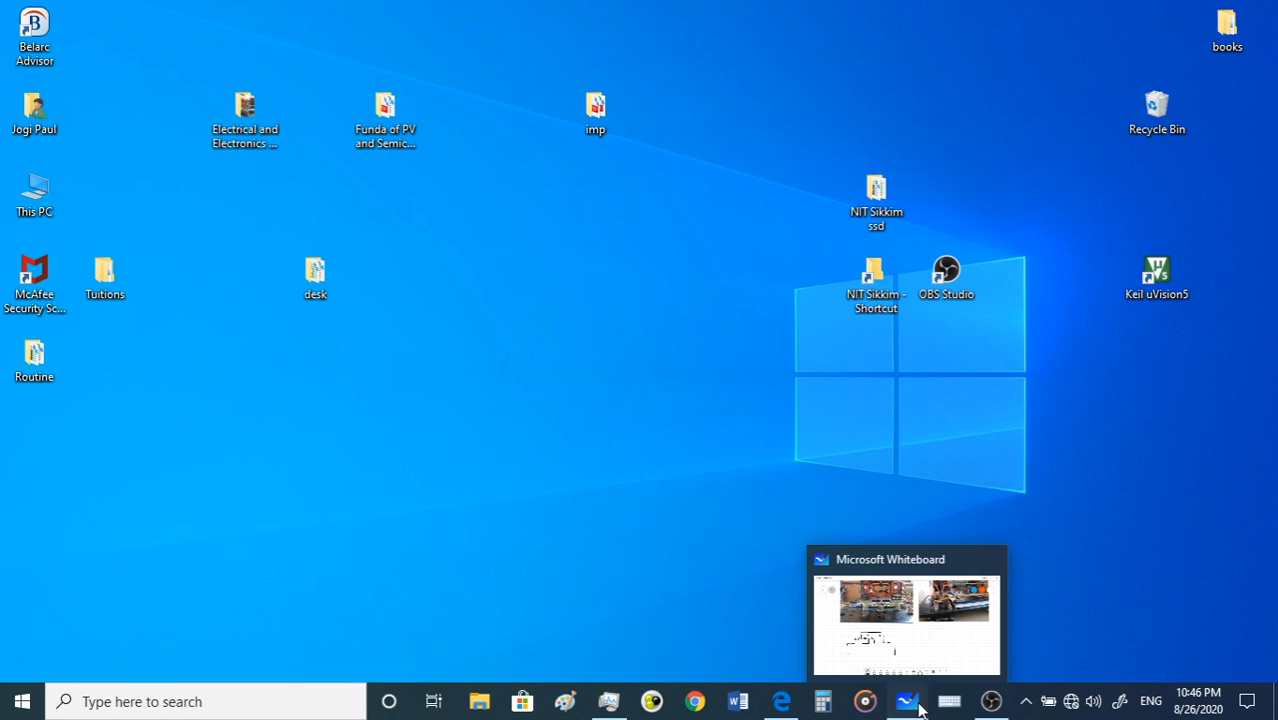 Belarc
Advisor
books
Jogi Paul
Electrical and
Electronics ...
Funda of PV
and Semic...
imp
Recycle Bin
This PC
NIT Sikkim
ssd
McAfee
Security Sc...
Tuitions
desk
NIT Sikkim -
Shortcut
OBS Studio
Keil uVision5
Routine
Microsoft Whiteboard
Type here to search
ENG
10:46 PM
8/26/2020